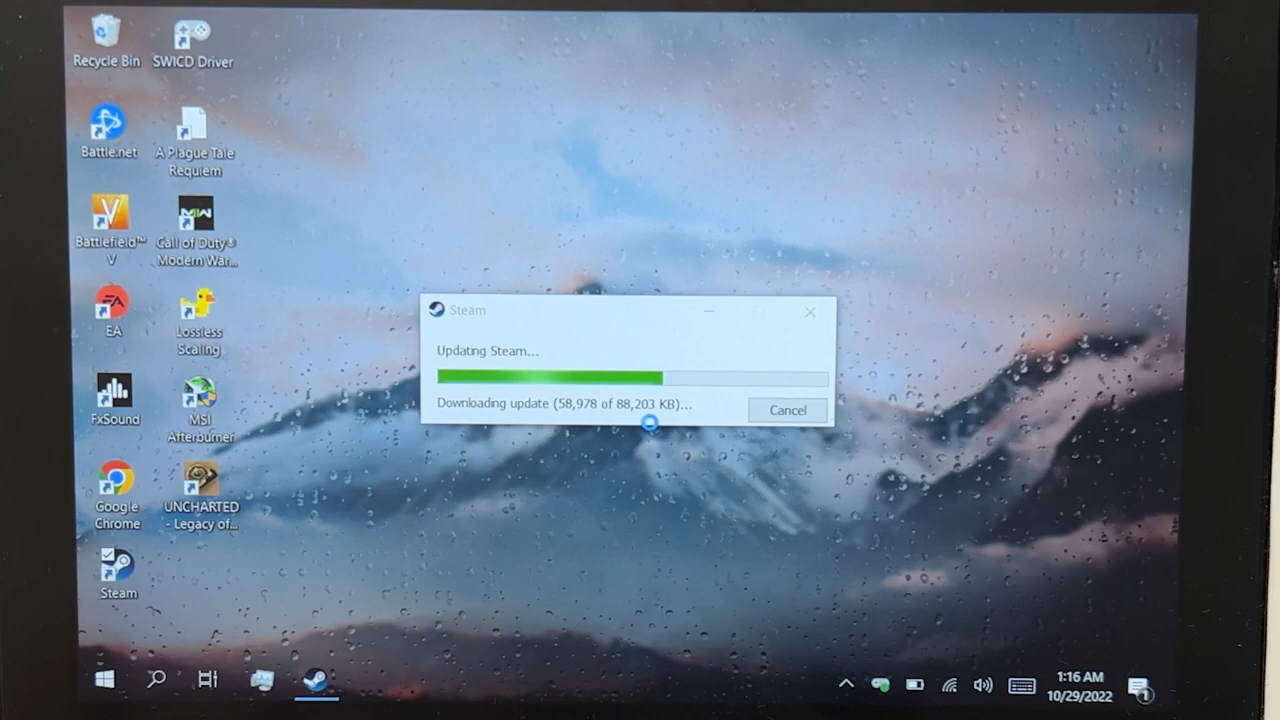 Recycle Bin
SWICD Driver
Battle.net
A Plague Tale
Requiem
Battlefield™
V
Call of Duty®
Modern War...
EA
Lossless
Scaling
FxSound
MSI
Afterburner
Google
Chrome
UNCHARTED
- Legacy of...
Steam
Steam
Updating Steam...
Downloading update (58,978 of 88,203 KB)...
Cancel
1:16 AM
10/29/2022
1